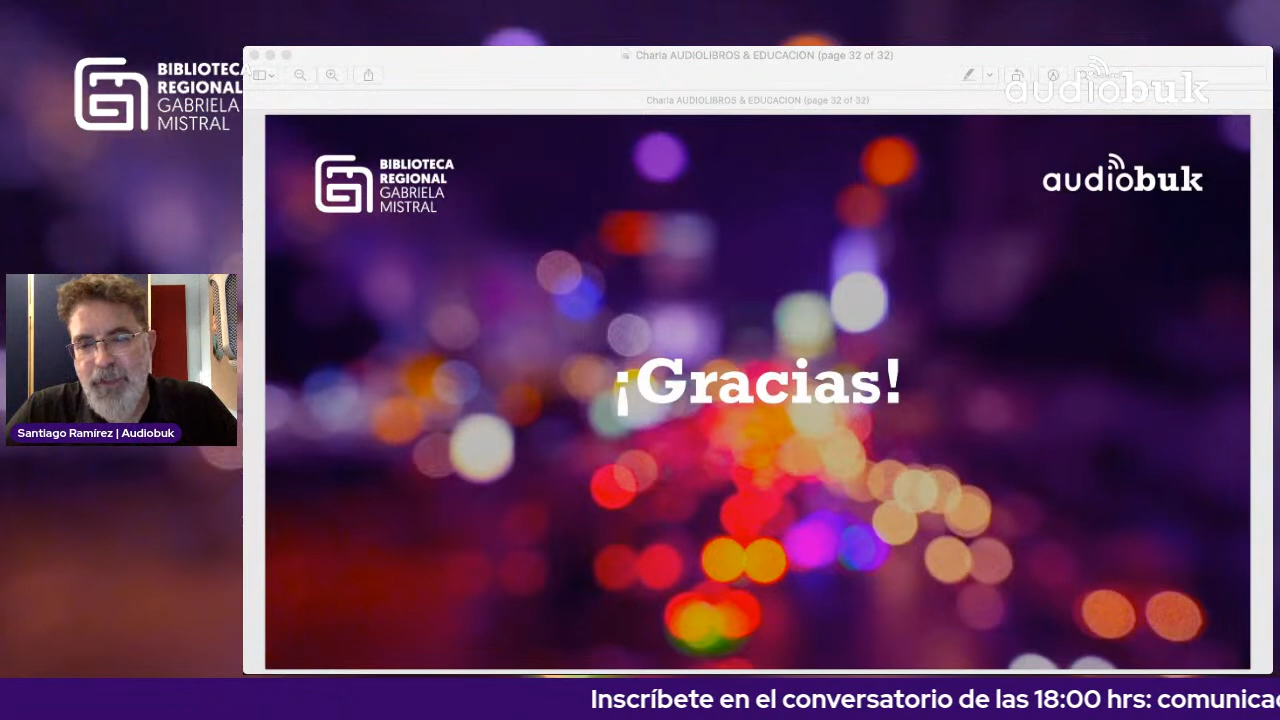 BIBLIOTECA
REGIONAL
GABRIELA
MISTRAL
Charla AUDIOLIBROS & EDUCACION (page 32 of 32)
audiobuk
Charla AUDIOLIBROS & EDUCACION (page 32 of 32)
BIBLIOTECA
REGIONAL
GABRIELA
MISTRAL
audiobuk
¡Gracias!
Santiago Ramírez | Audiobuk
Inscríbete en el conversatorio de las 18:00 hrs: